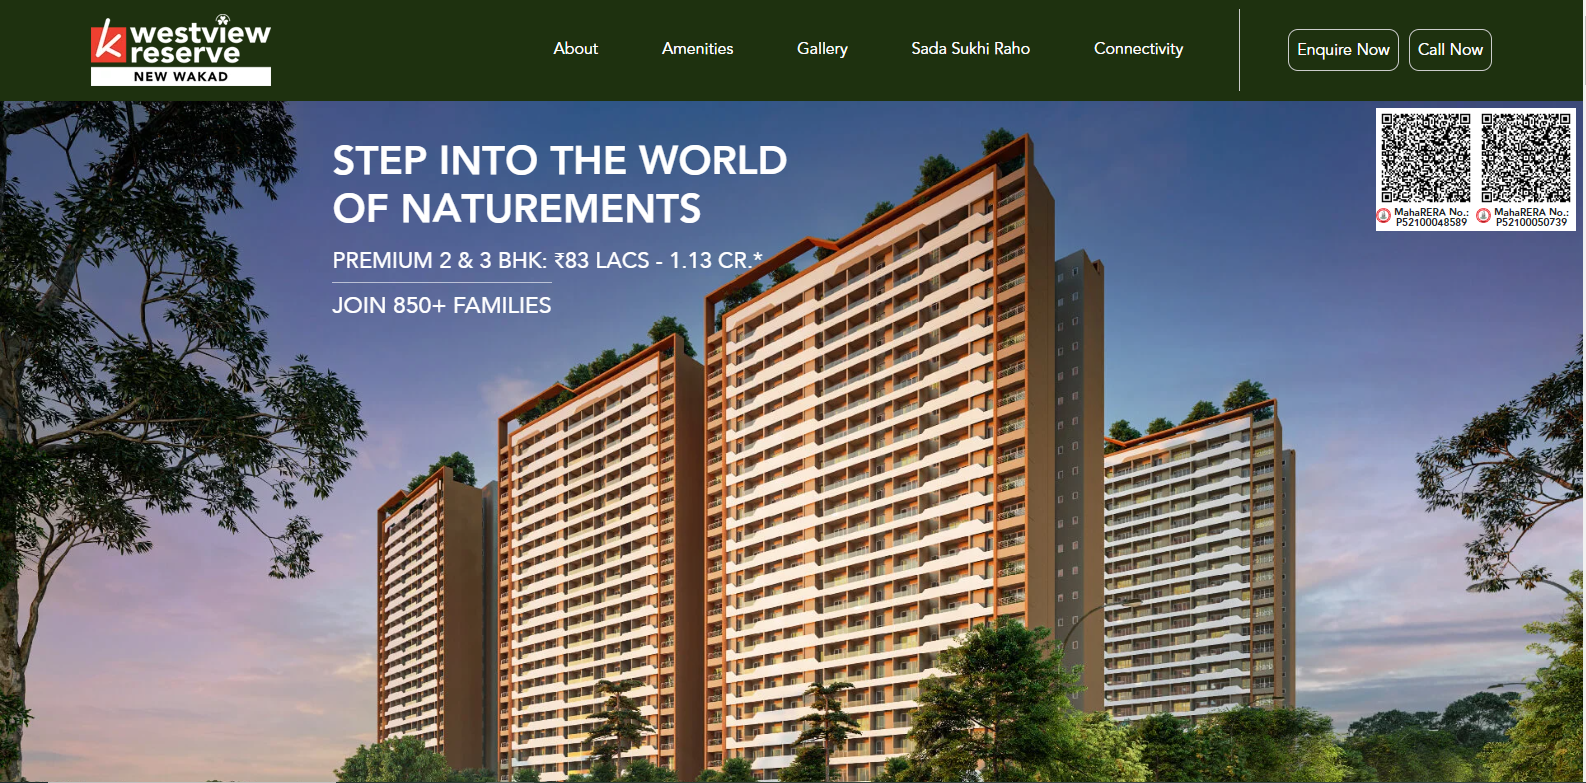 k westview
reserve
NEW WAKAD
About
Amenities
Gallery
Sada Sukhi Raho
Connectivity
Enquire Now
Call Now
STEP INTO THE WORLD
OF NATUREMENTS
PREMIUM 2 & 3 BHK: ₹83 LACS - 1.13 CR.*
JOIN 850+ FAMILIES
MahaRERA No.:
P52100048589
MahaRERA No.:
P52100050739